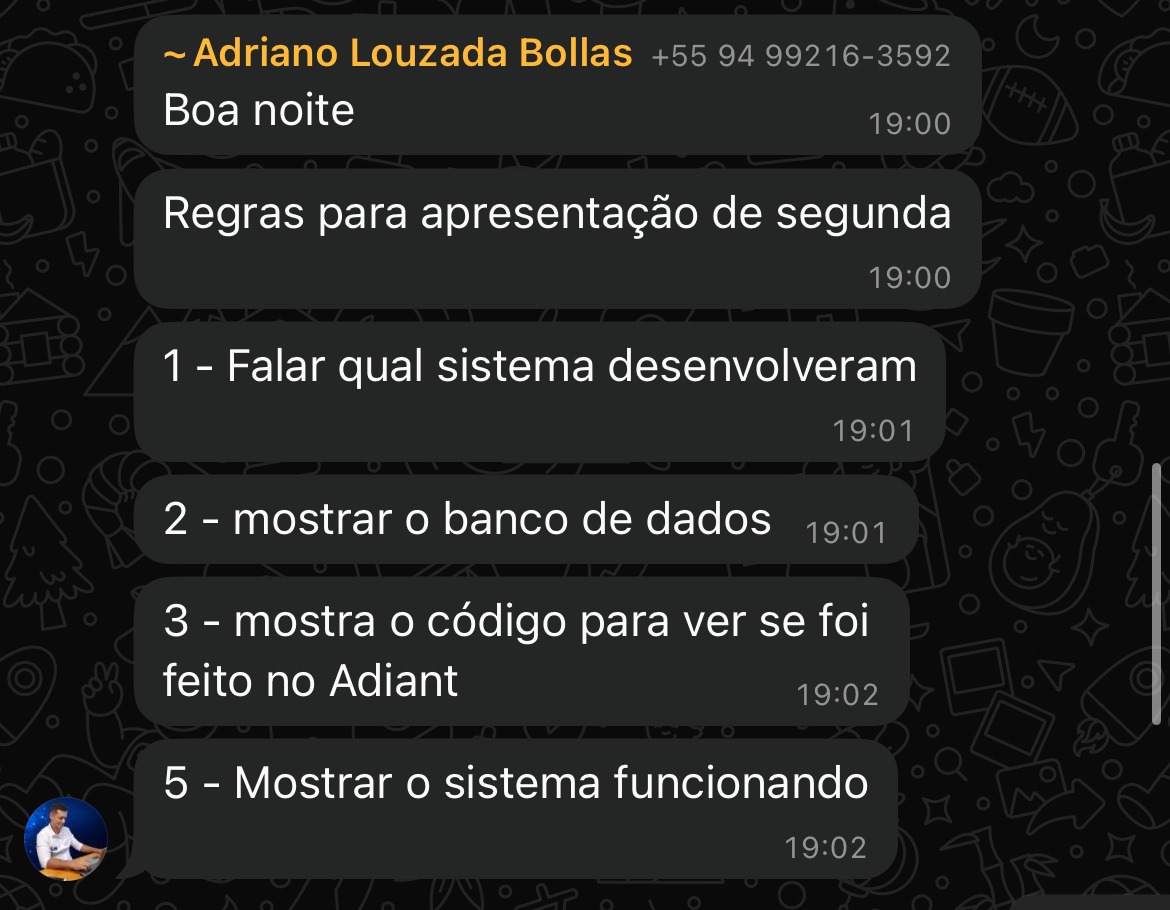 ~ Adriano Louzada Bollas +55 94 99216-3592
Boa noite
19:00
Regras para apresentação de segunda
19:00
1 - Falar qual sistema desenvolveram
19:01
2 - mostrar o banco de dados 19:01
3 - mostra o código para ver se foi
feito no Adiant
19:02
5 - Mostrar o sistema funcionando
19:02